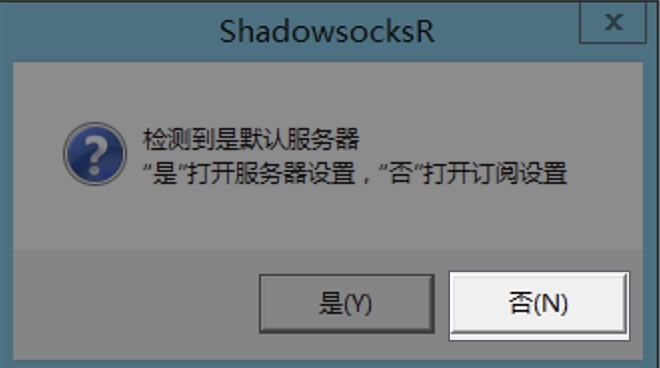 ShadowsocksR
x
检测到是默认服务器
“是”打开服务器设置，“否”打开订阅设置
是(Y)
否(N)